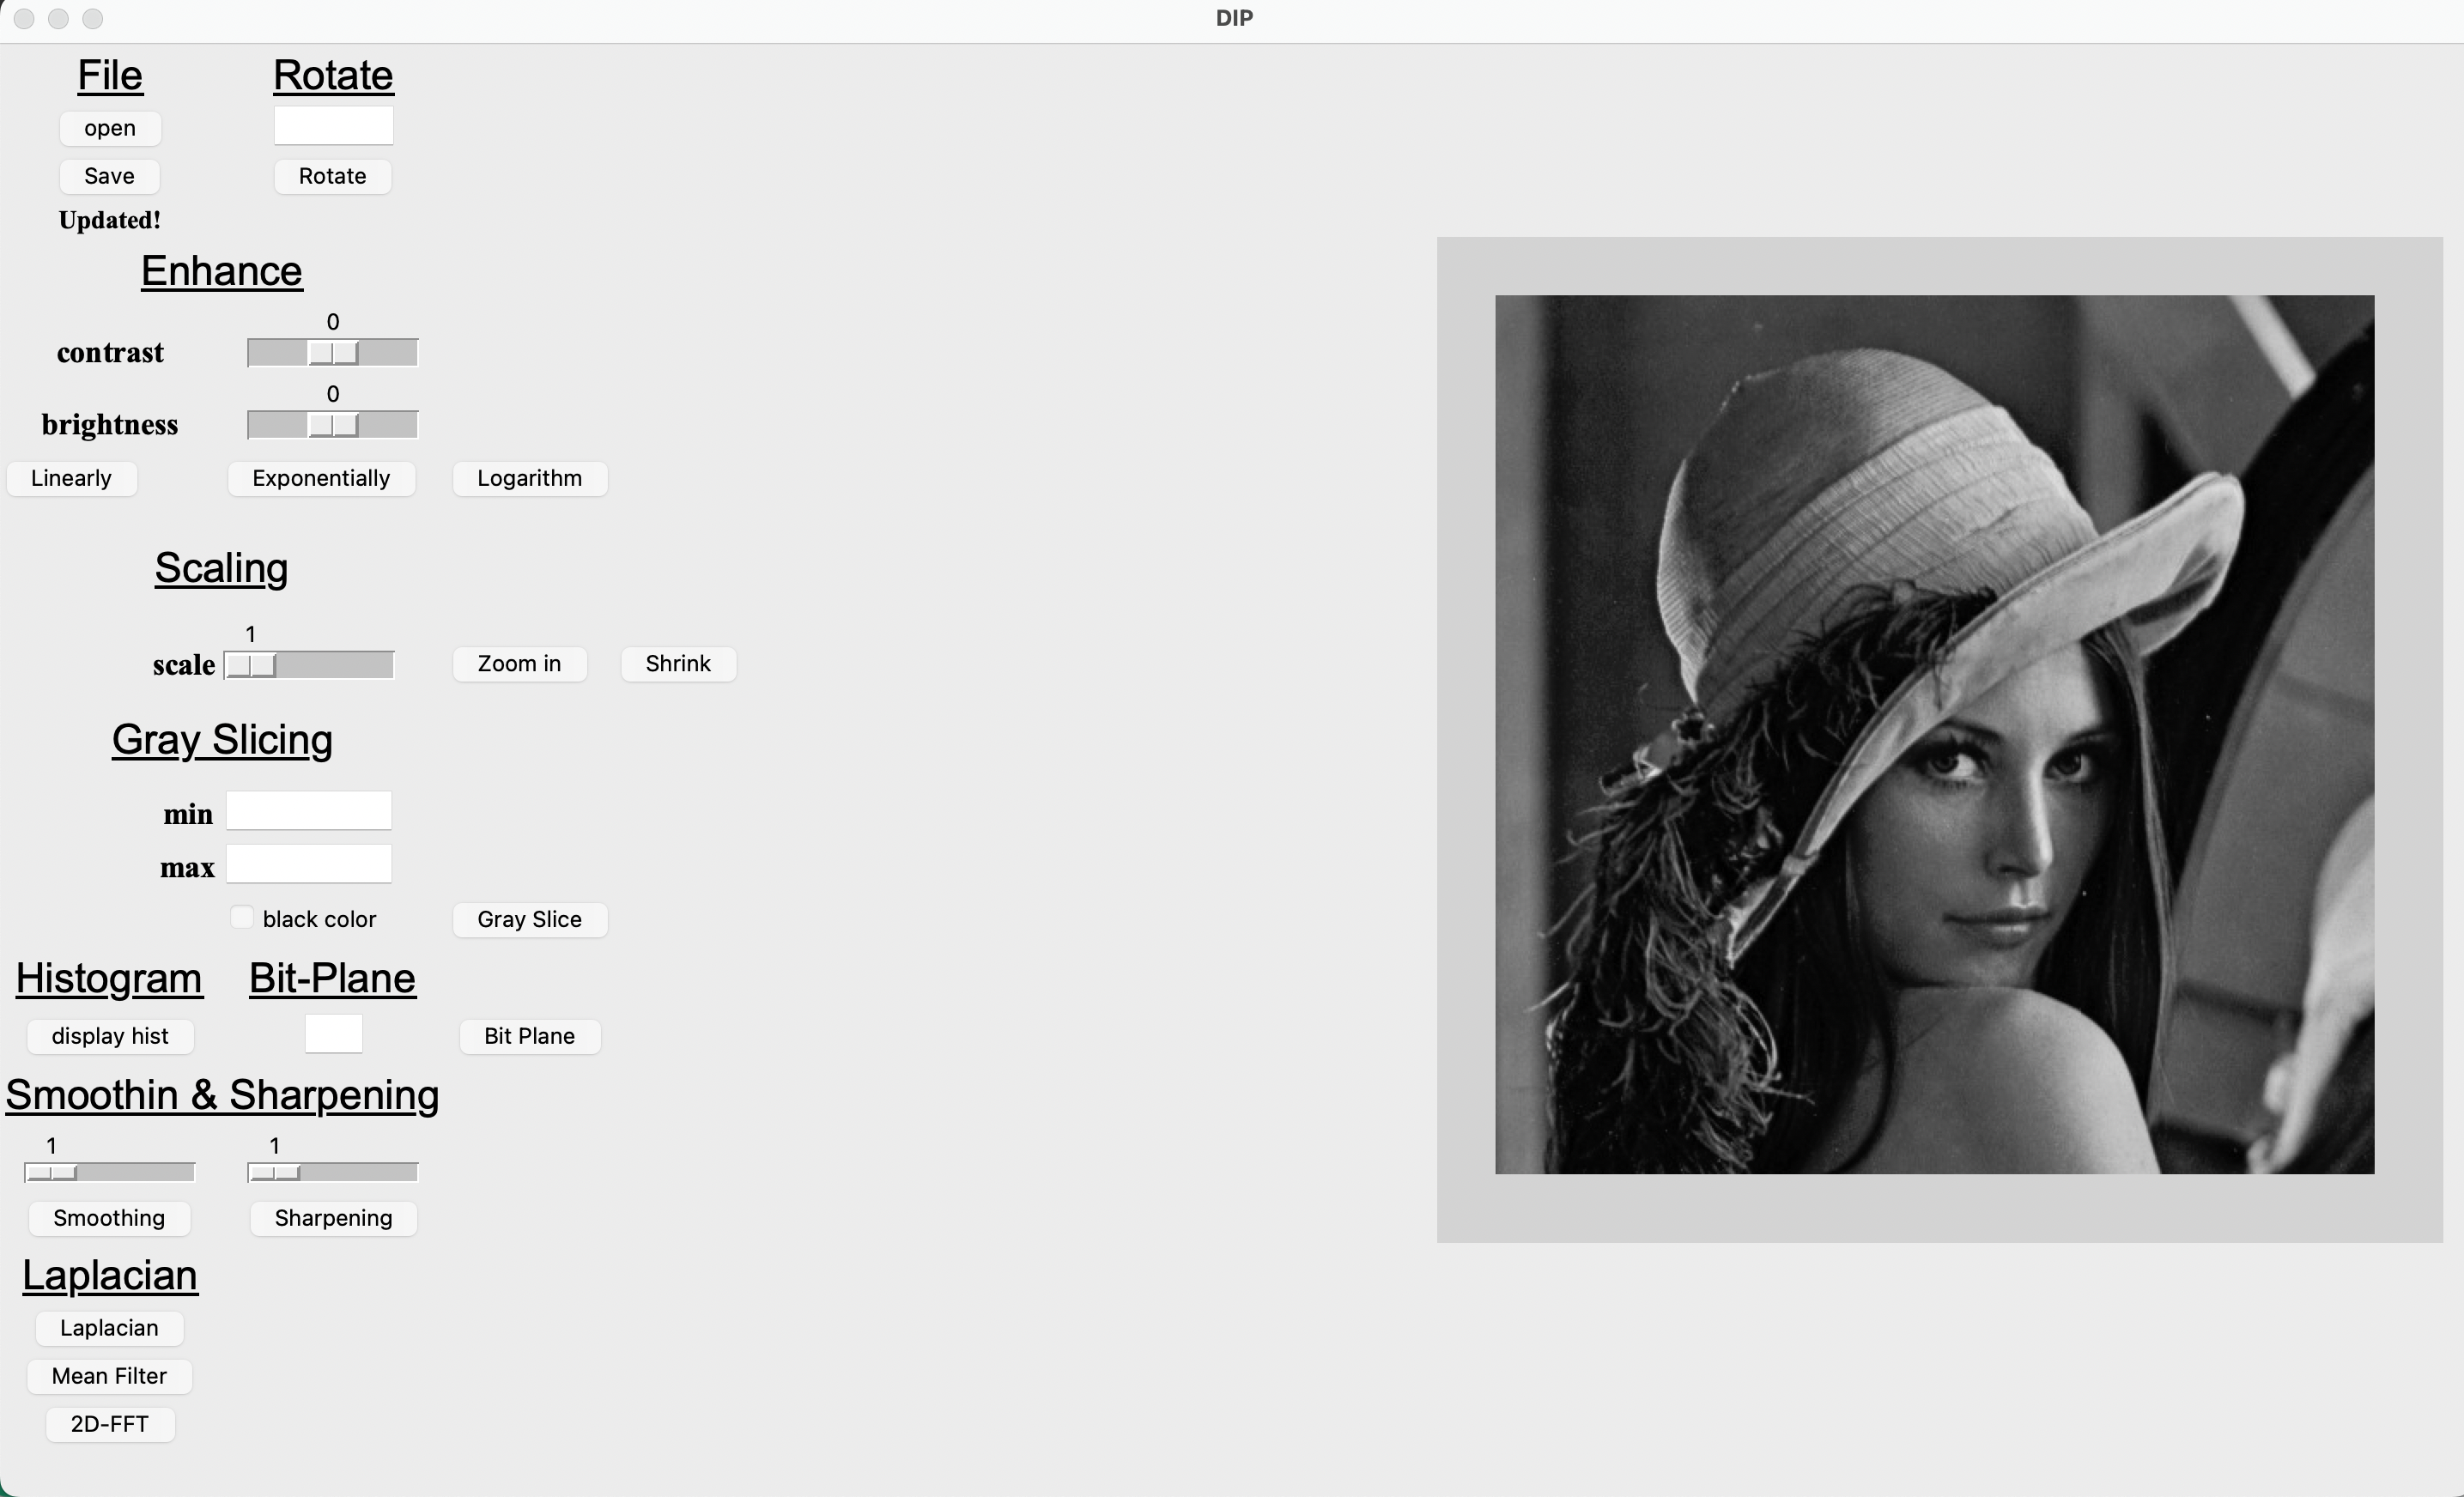 DIP
File Rotate
open
Save Rotate
Updated!
Enhance
0
contrast
0
brightness
Linearly Exponentially Logarithm
Scaling
1
scale Zoom in Shrink
Gray Slicing
min
max
black color Gray Slice
Histogram Bit-Plane
display hist Bit Plane
Smoothin & Sharpening
1 1
Smoothing Sharpening
Laplacian
Laplacian
Mean Filter
2D-FFT